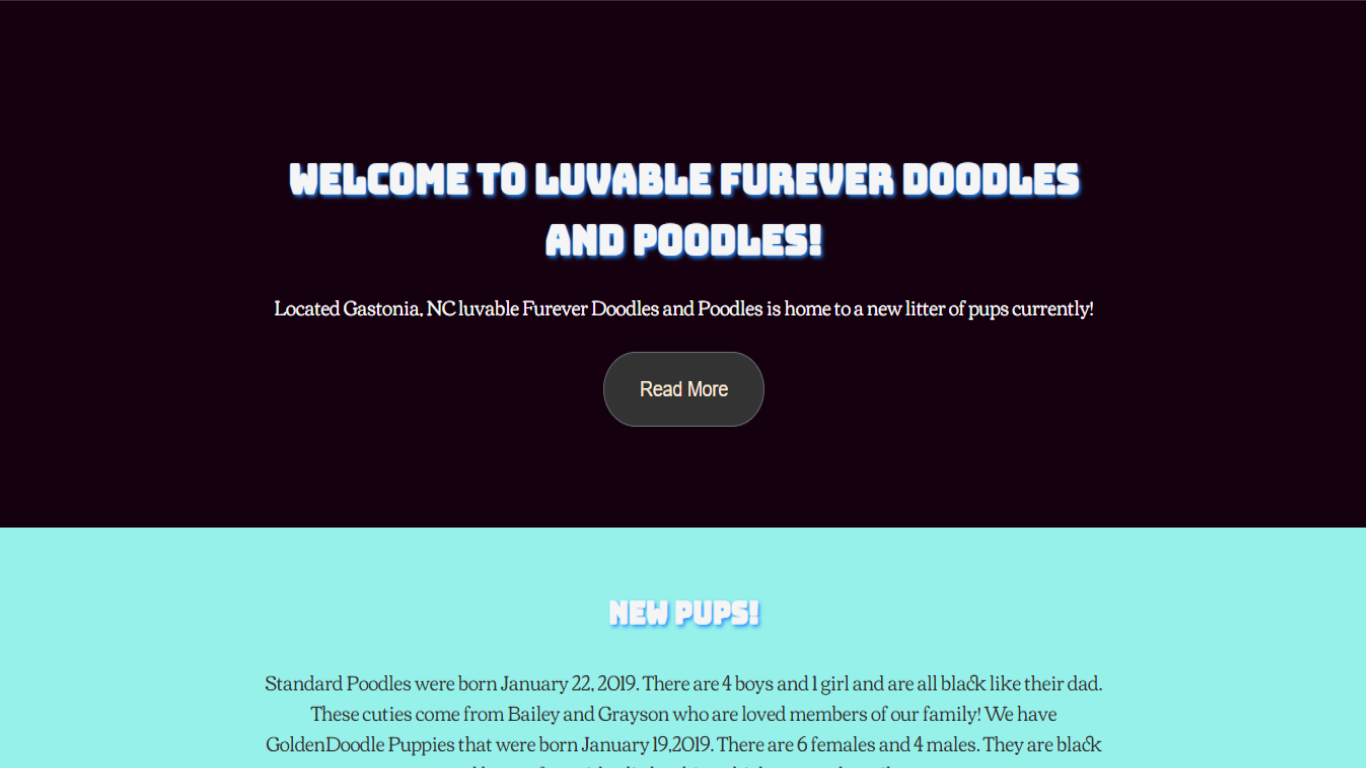 WELCOME TO LUVABLE FUREVER DOODLES
AND POODLES!
Located Gastonia, NC luvable Furever Doodles and Poodles is home to a new litter of pups currently!
Read More
NEW PUPS!
Standard Poodles were born January 22, 2019. There are 4 boys and 1 girl and are all black like their dad.
These cuties come from Bailey and Grayson who are loved members of our family! We have
GoldenDoodle Puppies that were born January 19,2019. There are 6 females and 4 males. They are black